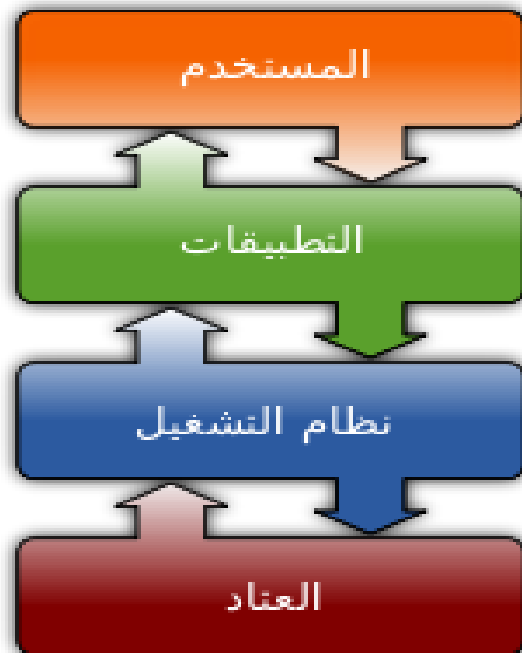 المستخدم
التطبيقات
نظام التشغيل
العتاد